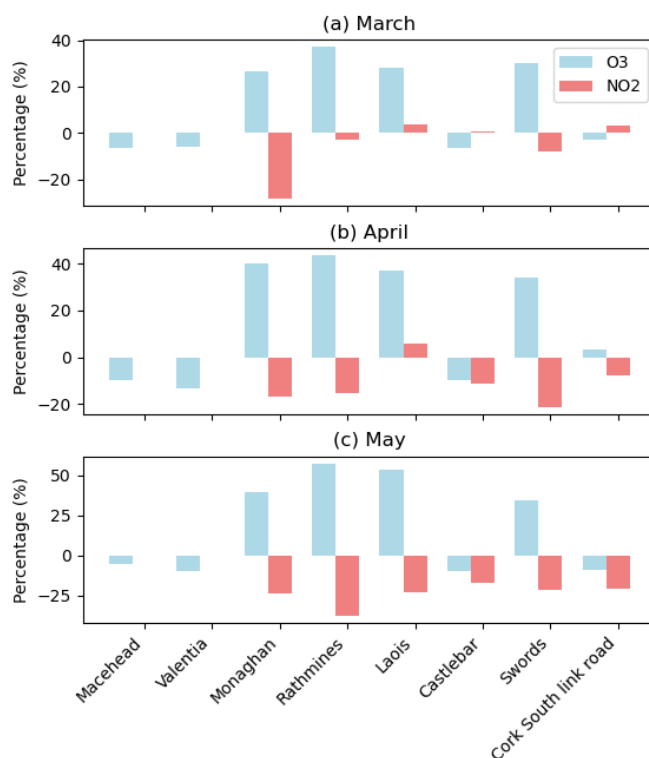 (a) March
40
20
0
−20
Percentage (%)
O3
NO2
(b) April
40
20
0
−20
Percentage (%)
(c) May
50
25
0
−25
Percentage (%)
Macehead
Valentia
Monaghan
Rathmines
Laois
Castlebar
Swords
Cork South link road